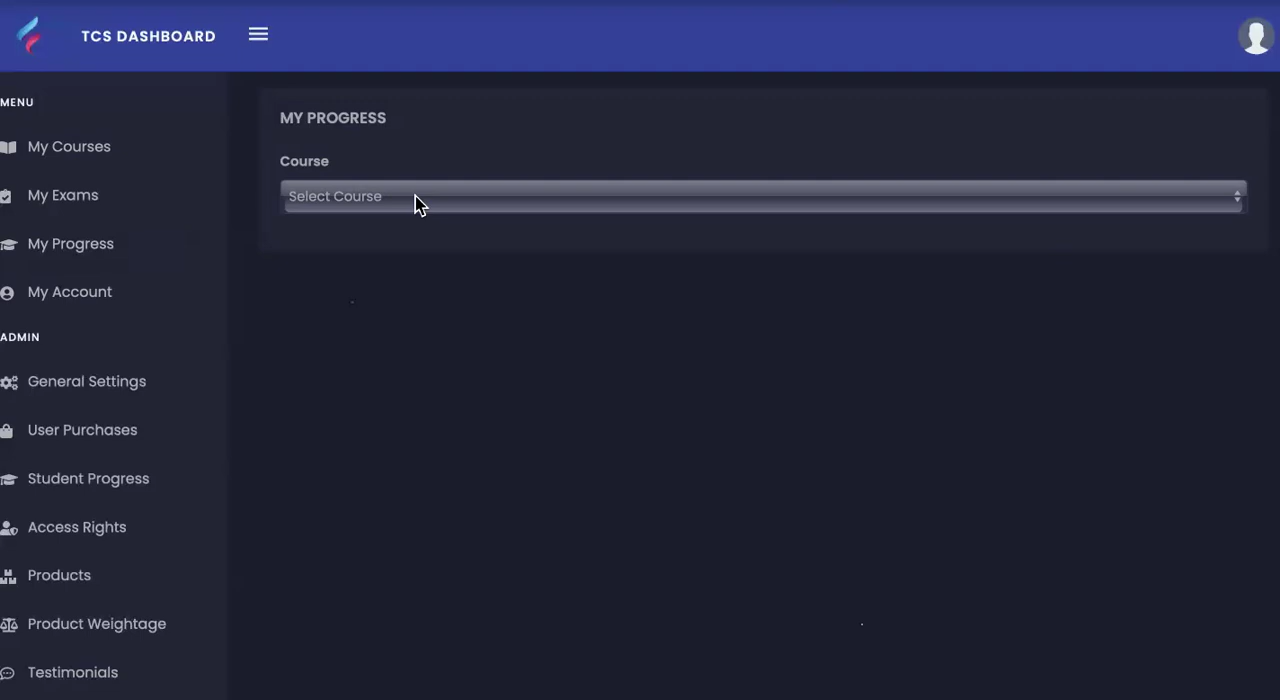 TCS DASHBOARD
MENU
My Courses
My Exams
My Progress
My Account
ADMIN
General Settings
User Purchases
Student Progress
Access Rights
Products
Product Weightage
Testimonials
MY PROGRESS
Course
Select Course